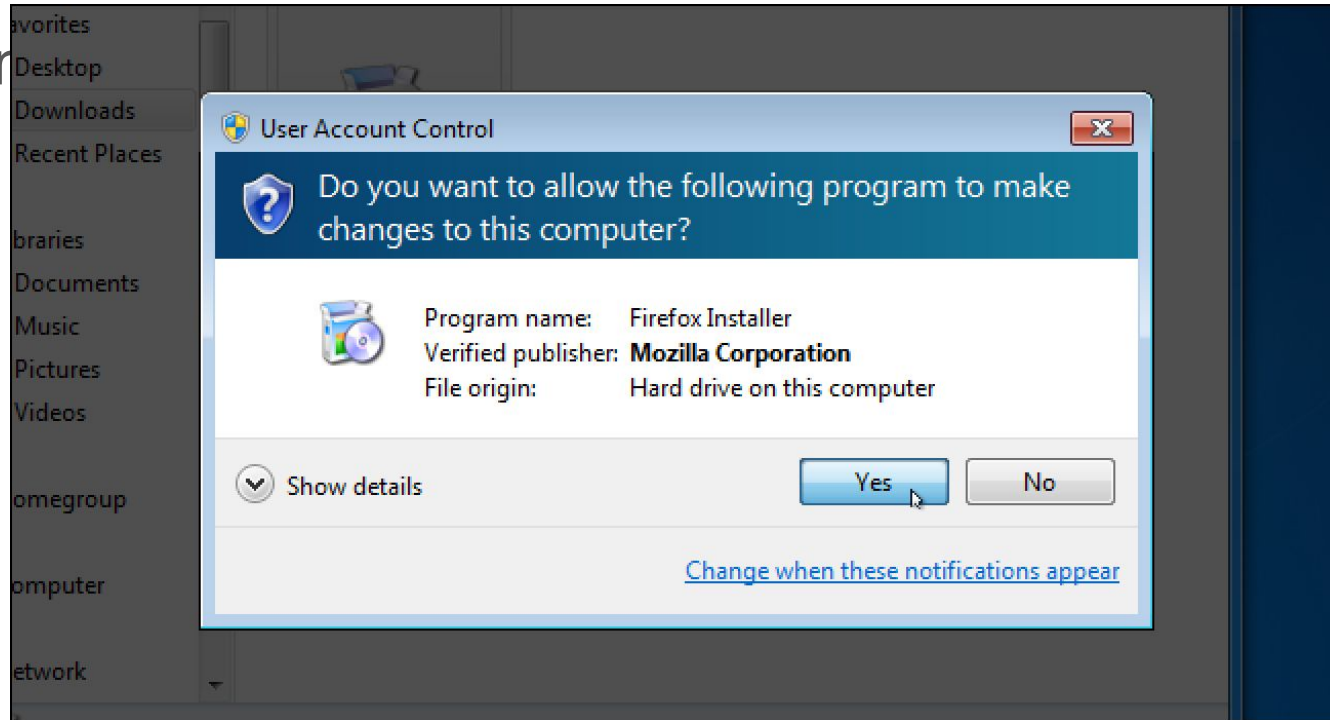 avorites
Desktop
Downloads
Recent Places
braries
Documents
Music
Pictures
Videos
omegroup
omputer
etwork
User Account Control
Do you want to allow the following program to make
changes to this computer?
Program name: Firefox Installer
Verified publisher: Mozilla Corporation
File origin: Hard drive on this computer
Show details
Yes No
Change when these notifications appear